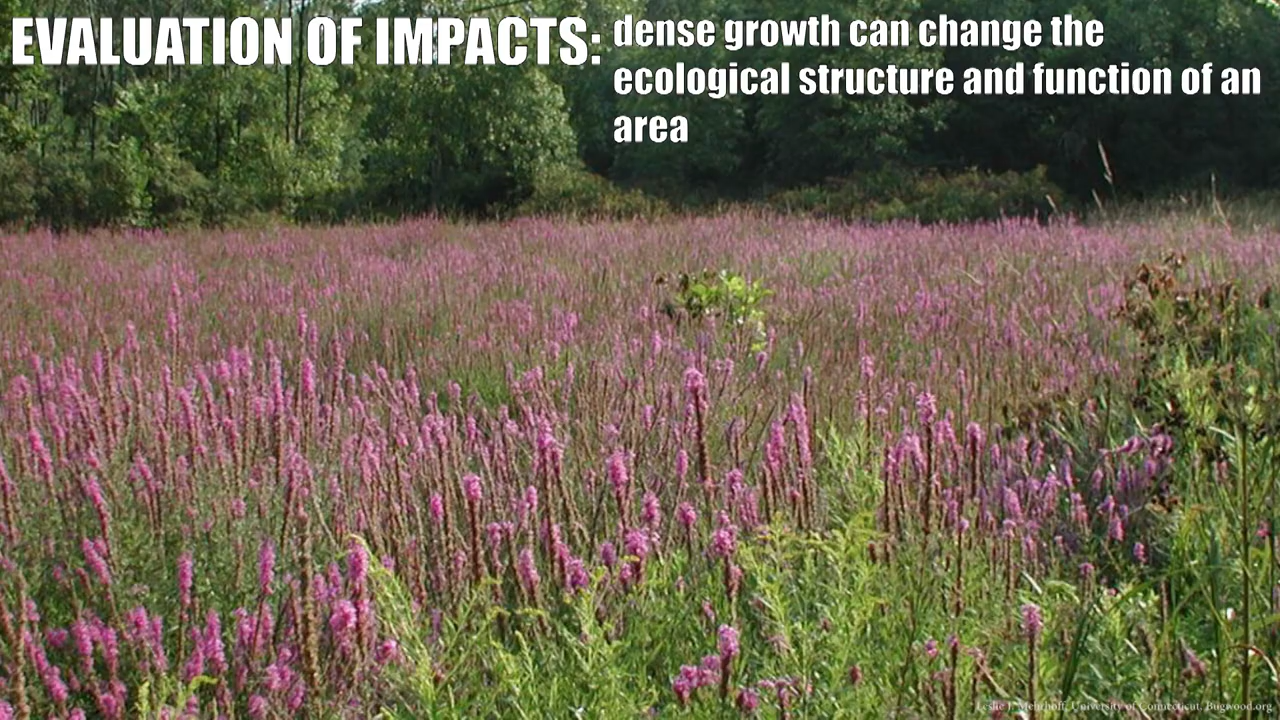 EVALUATION OF IMPACTS:
dense growth can change the
ecological structure and function of an
area
Leslie J. Mehrhoff, University of Connecticut, Bugwood.org